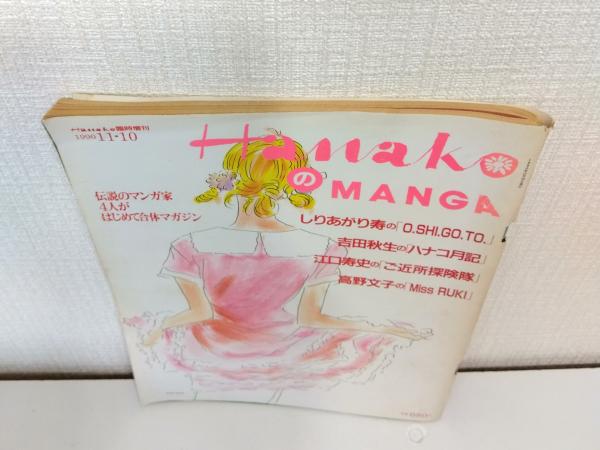 Hanako臨時増刊
1990 11・10
Hanako
の MANGA
伝説のマンガ家
4人が
はじめて合体マガジン
しりあがり寿の「O.SHI.GO.TO.」
吉田秋生の「ハナコ月記」
江口寿史の「ご近所探険隊」
高野文子の「Miss RUKI」